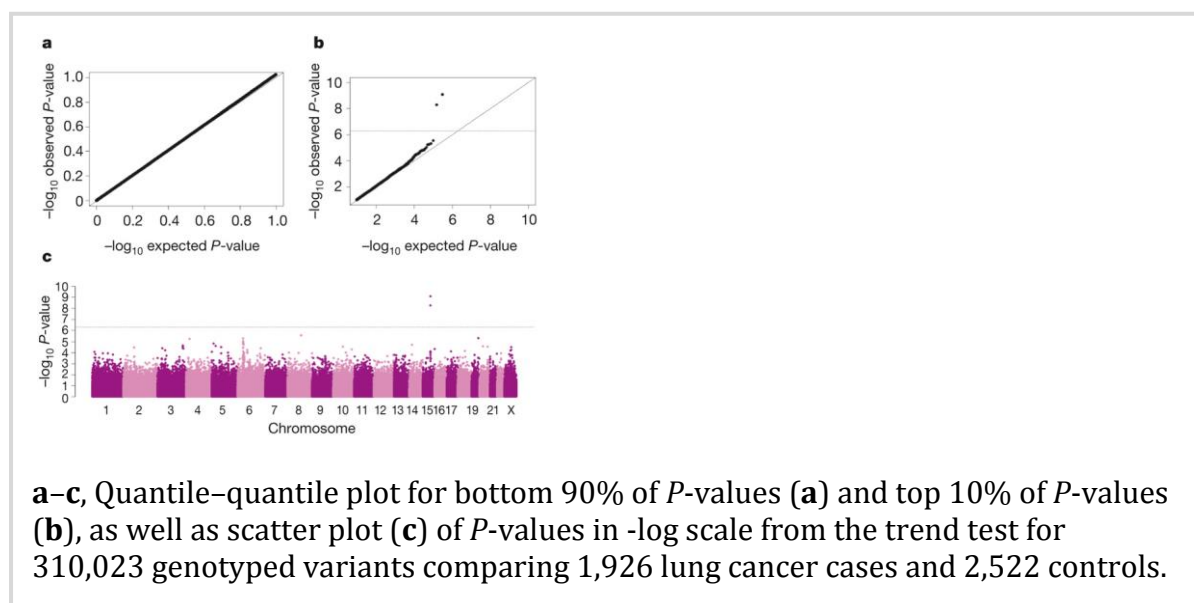 a
b
–log10 observed P-value
1.0
0.8
0.6
0.4
0.2
0
0 0.2 0.4 0.6 0.8 1.0
–log10 expected P-value
–log10 observed P-value
10
8
6
4
2
2 4 6 8 10
–log10 expected P-value
c
–log10 P-value
10
9
8
7
6
5
4
3
2
1
0
1 2 3 4 5 6 7 8 9 10 11 12 13 14 15 16 17 19 21 X
Chromosome
a–c, Quantile–quantile plot for bottom 90% of P-values (a) and top 10% of P-values
(b), as well as scatter plot (c) of P-values in -log scale from the trend test for
310,023 genotyped variants comparing 1,926 lung cancer cases and 2,522 controls.